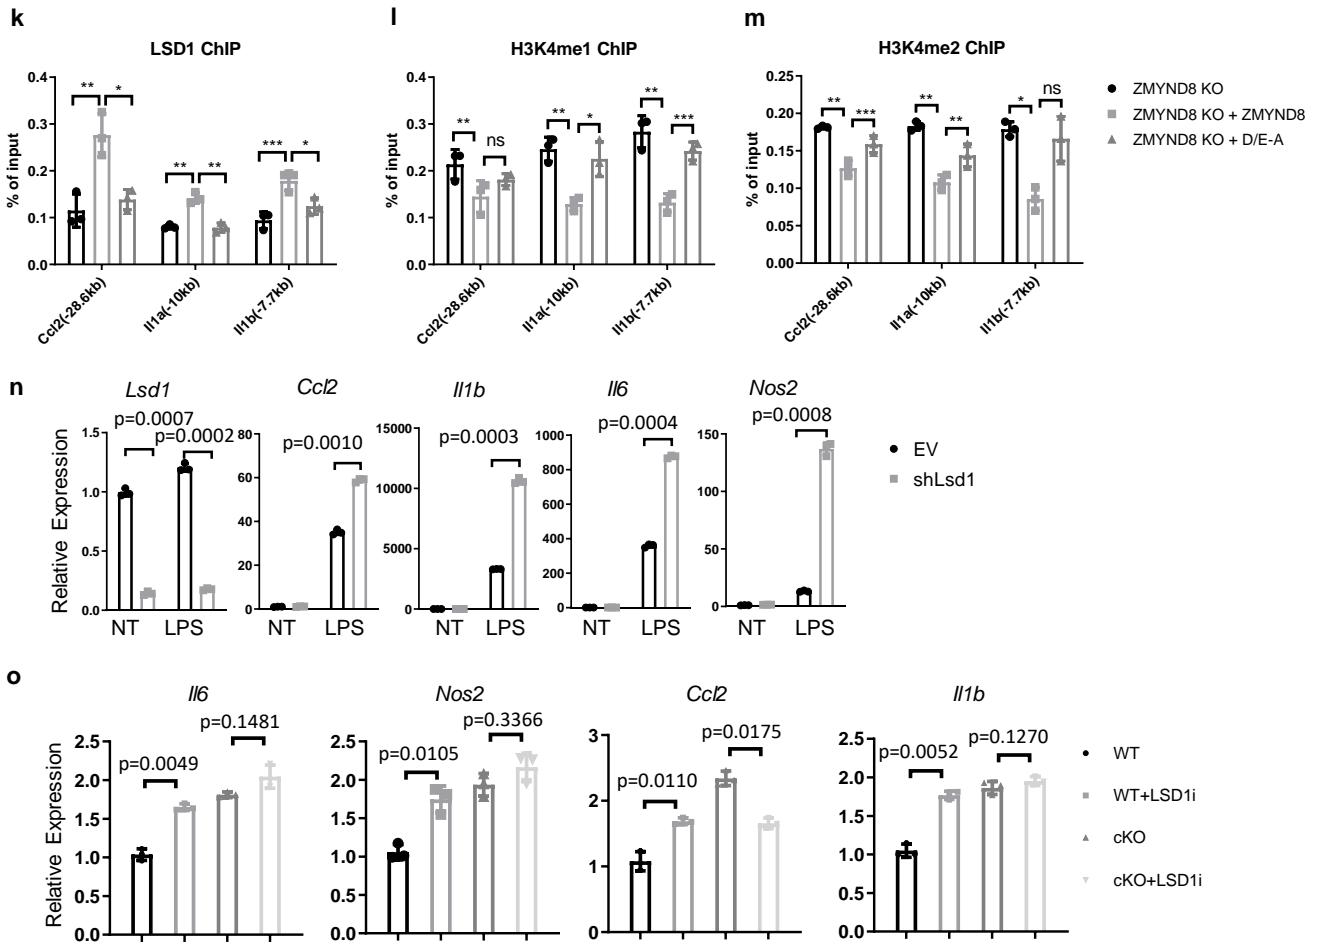 k
LSD1 ChIP
% of input
0.4
0.3
0.2
0.1
0.0
** *
** **
*** *
Ccl2(-28.6kb)
Il1a(-10kb)
Il1b(-7.7kb)
l
H3K4me1 ChIP
% of input
0.4
0.3
0.2
0.1
0.0
** ns
** *
** ***
Ccl2(-28.6kb)
Il1a(-10kb)
Il1b(-7.7kb)
m
H3K4me2 ChIP
% of input
0.25
0.20
0.15
0.10
0.05
0.00
** ***
** **
* ns
Ccl2(-28.6kb)
Il1a(-10kb)
Il1b(-7.7kb)
ZMYND8 KO
ZMYND8 KO + ZMYND8
ZMYND8 KO + D/E-A
n
Relative Expression
Lsd1
p=0.0007
p=0.0002
1.5
1.0
0.5
0.0
NT LPS
Ccl2
p=0.0010
80
60
40
20
0
NT LPS
Il1b
p=0.0003
15000
10000
5000
0
NT LPS
Il6
p=0.0004
1000
800
600
400
200
0
NT LPS
Nos2
p=0.0008
150
100
50
0
NT LPS
EV
shLsd1
o
Relative Expression
Il6
p=0.1481
p=0.0049
2.5
2.0
1.5
1.0
0.5
0.0
Nos2
p=0.3366
p=0.0105
2.5
2.0
1.5
1.0
0.5
0.0
Ccl2
p=0.0175
p=0.0110
3
2
1
0
Il1b
p=0.1270
p=0.0052
2.5
2.0
1.5
1.0
0.5
0.0
WT
WT+LSD1i
cKO
cKO+LSD1i